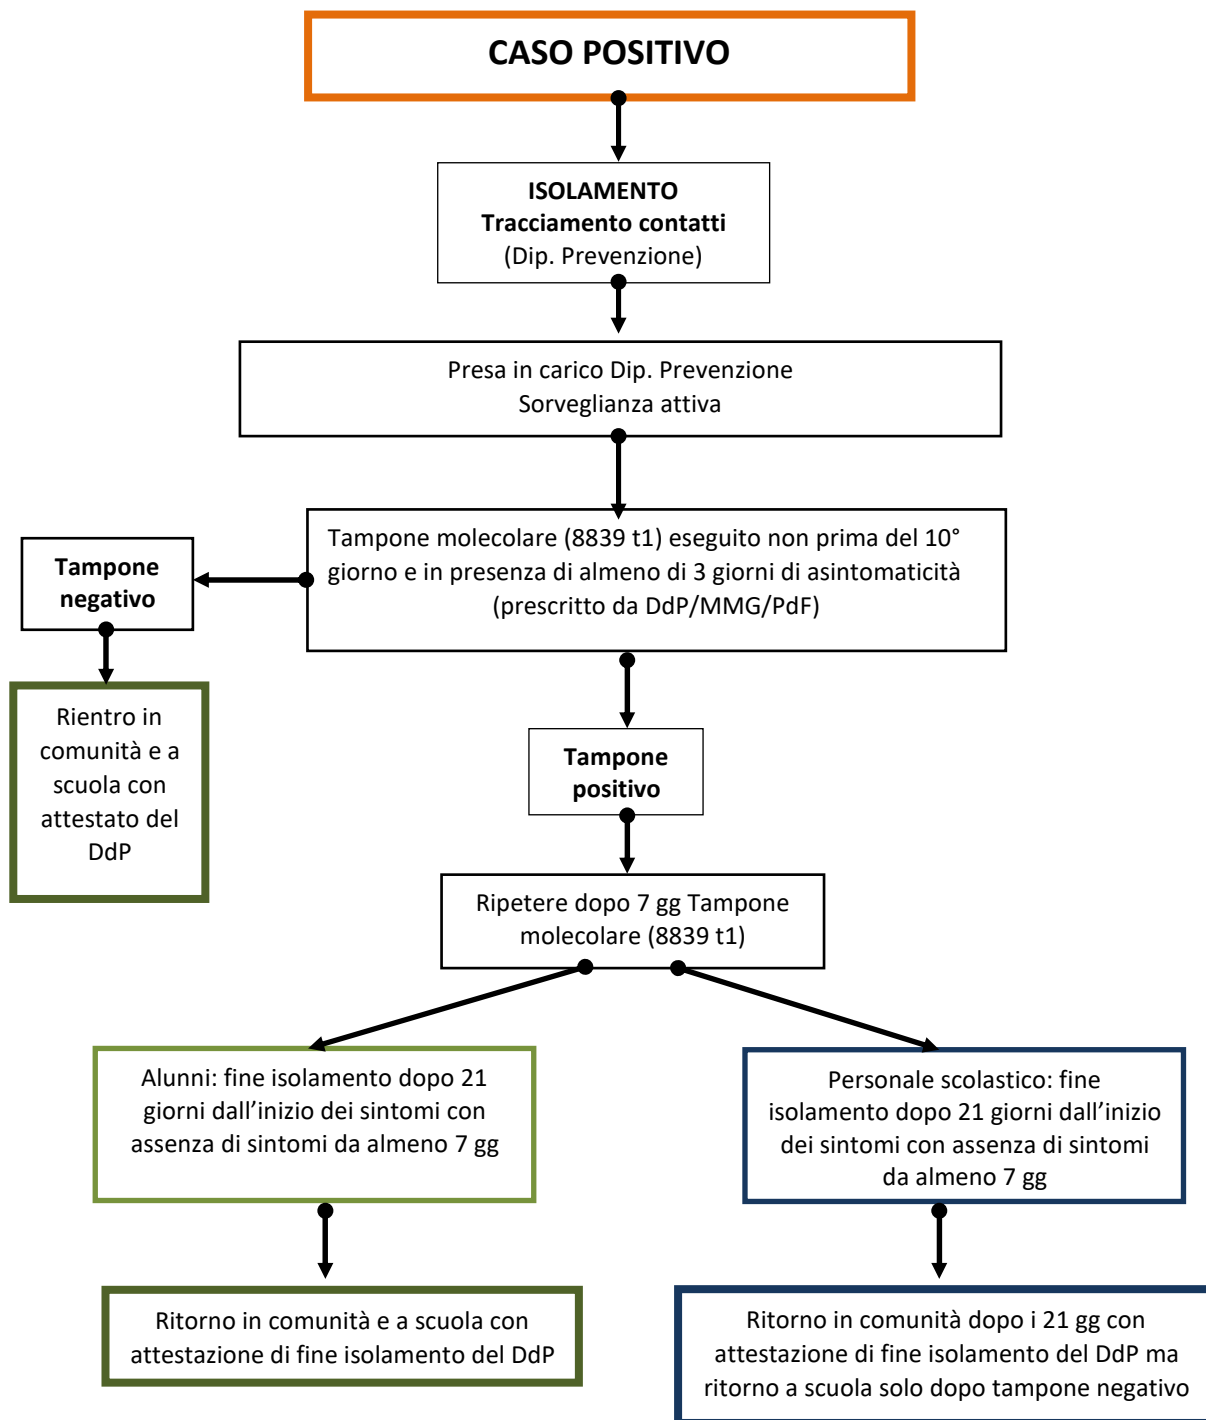 CASO POSITIVO
ISOLAMENTO
Tracciamento contatti
(Dip. Prevenzione)
Presa in carico Dip. Prevenzione
Sorveglianza attiva
Tampone molecolare (8839 t1) eseguito non prima del 10°
giorno e in presenza di almeno di 3 giorni di asintomaticità
(prescritto da DdP/MMG/PdF)
Tampone
negativo
Rientro in
comunità e a
scuola con
attestato del
DdP
Tampone
positivo
Ripetere dopo 7 gg Tampone
molecolare (8839 t1)
Alunni: fine isolamento dopo 21
giorni dall’inizio dei sintomi con
assenza di sintomi da almeno 7 gg
Personale scolastico: fine
isolamento dopo 21 giorni dall’inizio
dei sintomi con assenza di sintomi
da almeno 7 gg
Ritorno in comunità e a scuola con
attestazione di fine isolamento del DdP
Ritorno in comunità dopo i 21 gg con
attestazione di fine isolamento del DdP ma
ritorno a scuola solo dopo tampone negativo